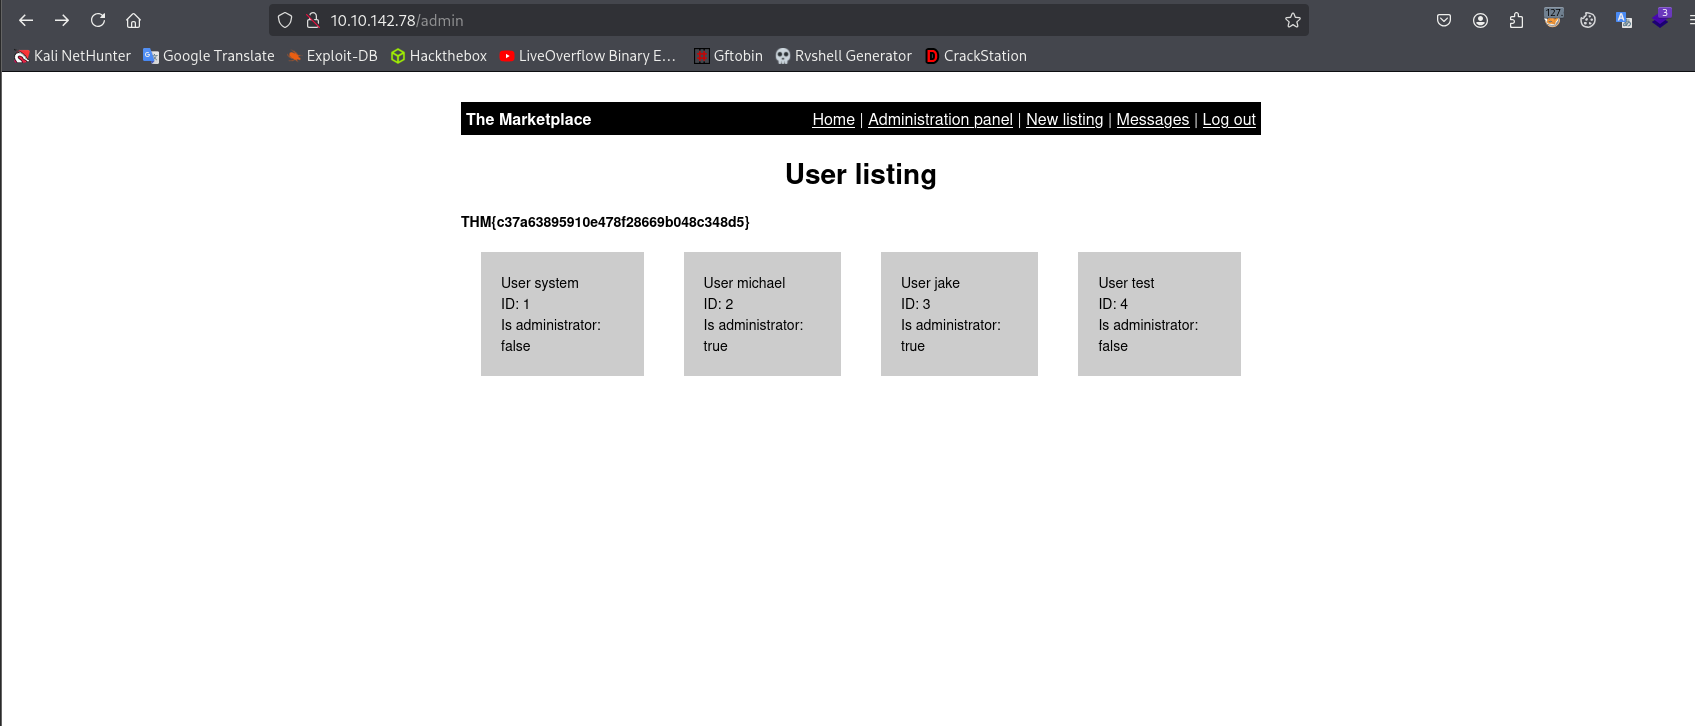 10.10.142.78/admin
127.
3
Kali NetHunter Google Translate Exploit-DB Hackthebox LiveOverflow Binary E... Gftobin Rvshell Generator CrackStation
The Marketplace Home | Administration panel | New listing | Messages | Log out
User listing
THM{c37a63895910e478f28669b048c348d5}
User system
ID: 1
Is administrator:
false
User michael
ID: 2
Is administrator:
true
User jake
ID: 3
Is administrator:
true
User test
ID: 4
Is administrator:
false